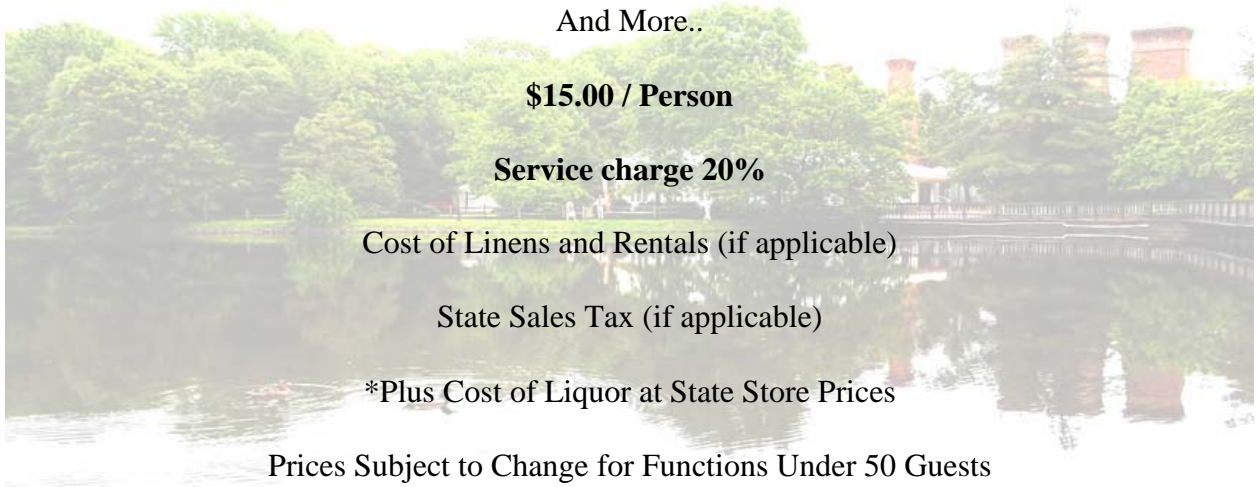 And More..
$15.00 / Person
Service charge 20%
Cost of Linens and Rentals (if applicable)
State Sales Tax (if applicable)
*Plus Cost of Liquor at State Store Prices
Prices Subject to Change for Functions Under 50 Guests